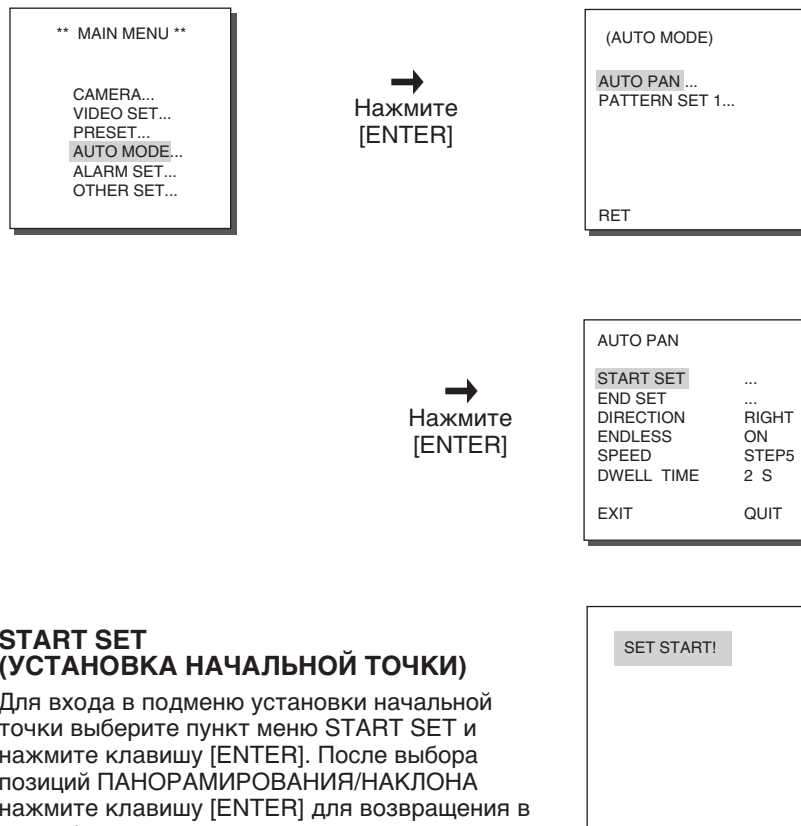 ** MAIN MENU **
CAMERA...
VIDEO SET...
PRESET...
AUTO MODE...
ALARM SET...
OTHER SET...
➞
Нажмите
[ENTER]
(AUTO MODE)
AUTO PAN ...
PATTERN SET 1...
RET
➞
Нажмите
[ENTER]
AUTO PAN
START SET ...
END SET ...
DIRECTION RIGHT
ENDLESS ON
SPEED STEP5
DWELL TIME 2 S
EXIT QUIT
START SET
(УСТАНОВКА НАЧАЛЬНОЙ ТОЧКИ)
Для входа в подменю установки начальной
точки выберите пункт меню START SET и
нажмите клавишу [ENTER]. После выбора
позиций ПАНОРАМИРОВАНИЯ/НАКЛОНА
нажмите клавишу [ENTER] для возвращения в
SET START!